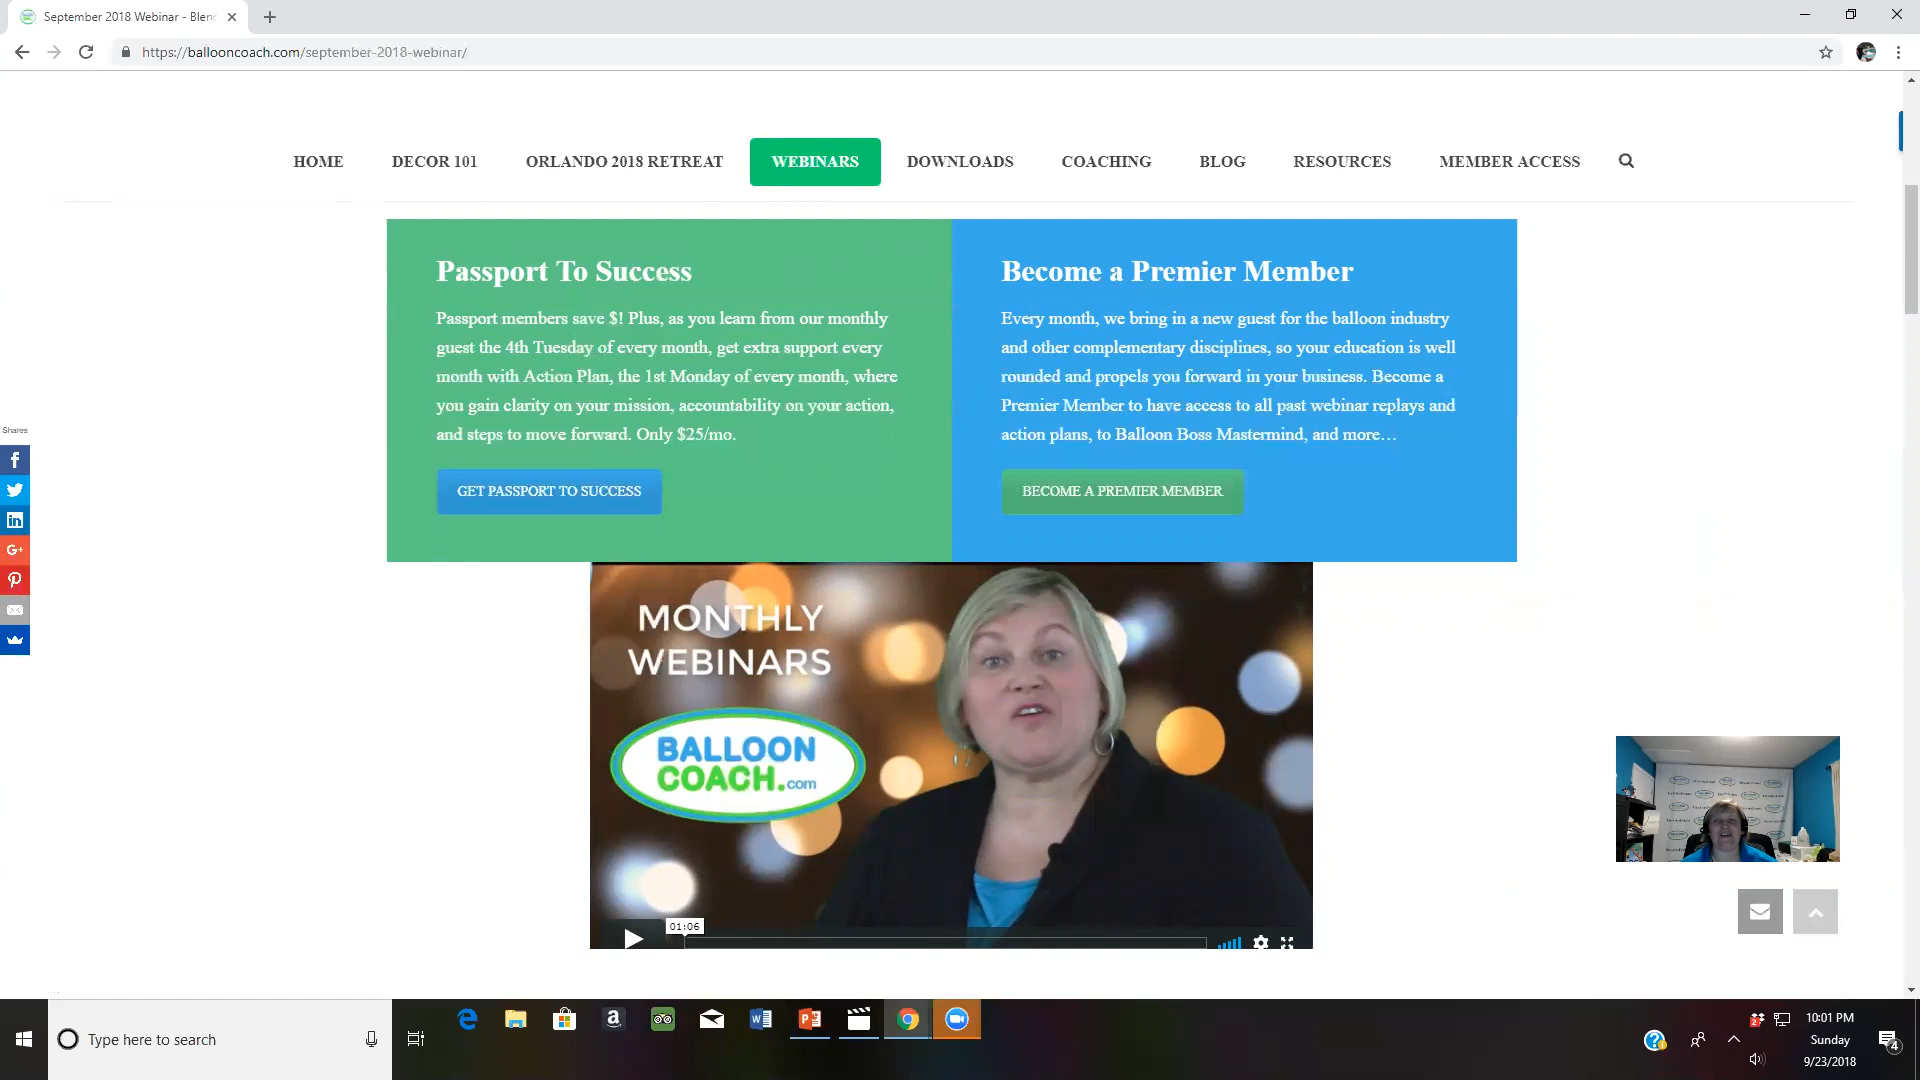 September 2018 Webinar - Blen
https://ballooncoach.com/september-2018-webinar/
HOME DECOR 101 ORLANDO 2018 RETREAT WEBINARS DOWNLOADS COACHING BLOG RESOURCES MEMBER ACCESS
Passport To Success
Passport members save $! Plus, as you learn from our monthly
guest the 4th Tuesday of every month, get extra support every
month with Action Plan, the 1st Monday of every month, where
you gain clarity on your mission, accountability on your action,
and steps to move forward. Only $25/mo.
GET PASSPORT TO SUCCESS
Become a Premier Member
Every month, we bring in a new guest for the balloon industry
and other complementary disciplines, so your education is well
rounded and propels you forward in your business. Become a
Premier Member to have access to all past webinar replays and
action plans, to Balloon Boss Mastermind, and more…
BECOME A PREMIER MEMBER
Shares
MONTHLY
WEBINARS
BALLOON
COACH.com
01:06
Type here to search
10:01 PM
Sunday
9/23/2018
4